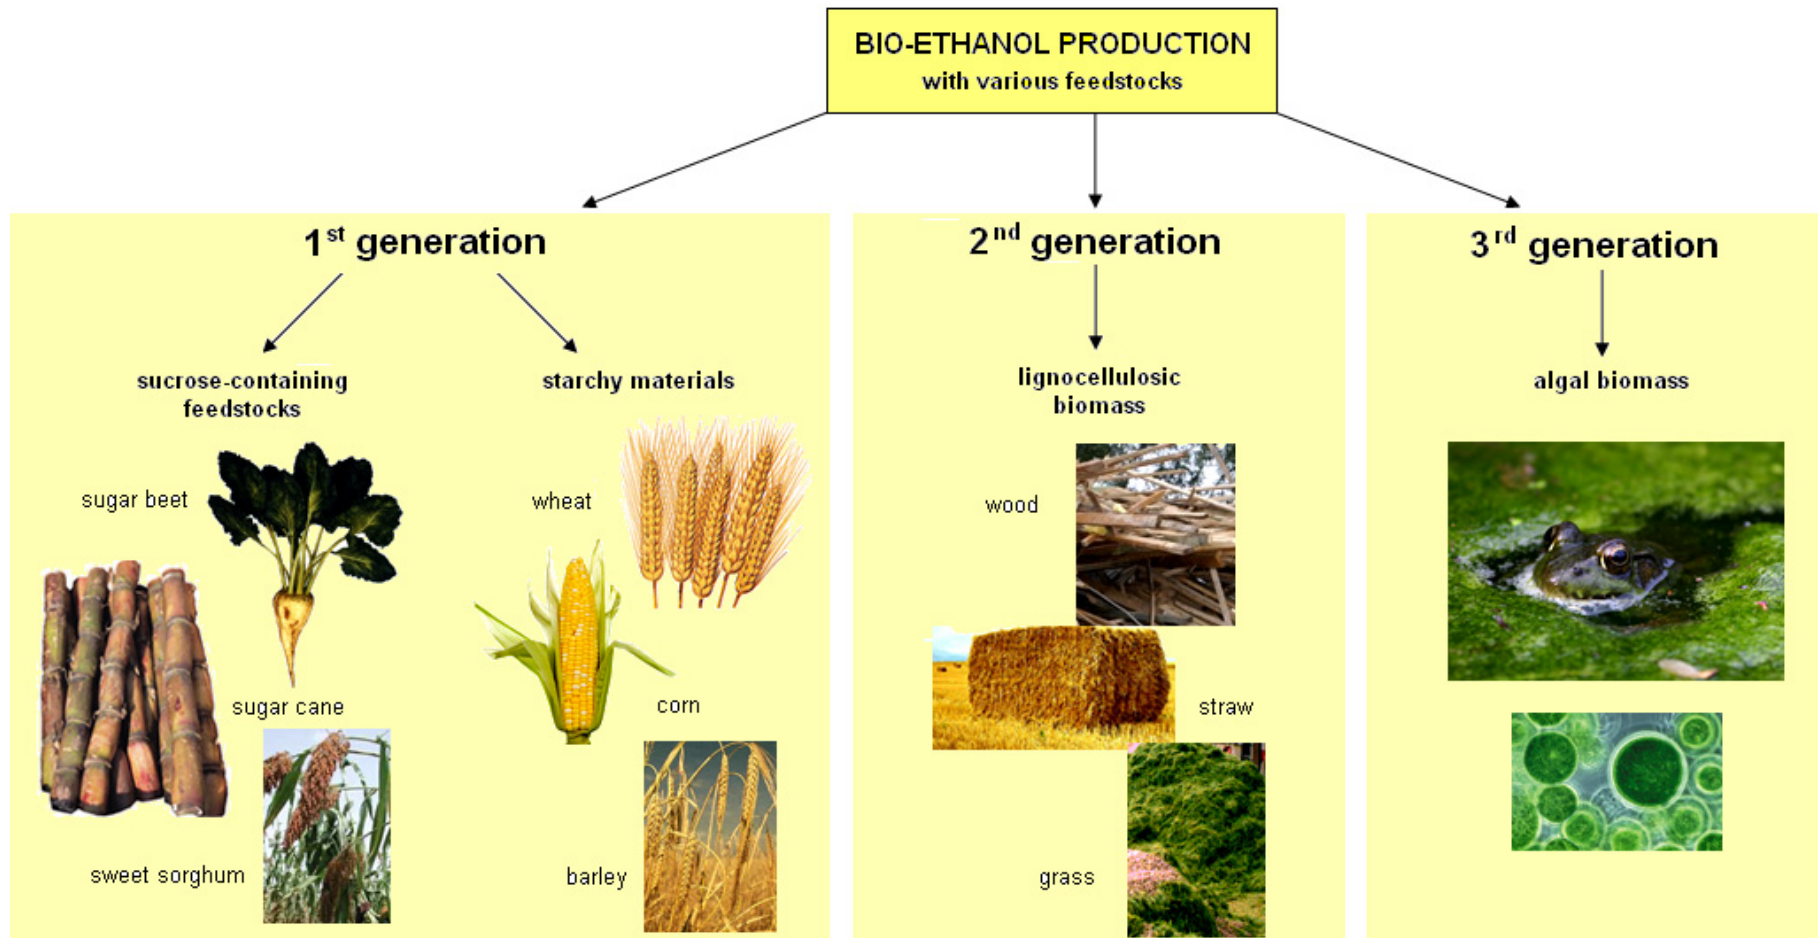 BIO-ETHANOL PRODUCTION
with various feedstocks
1st generation
sucrose-containing
feedstocks
sugar beet
sugar cane
sweet sorghum
starchy materials
wheat
corn
barley
2nd generation
lignocellulosic
biomass
wood
straw
grass
3rd generation
algal biomass